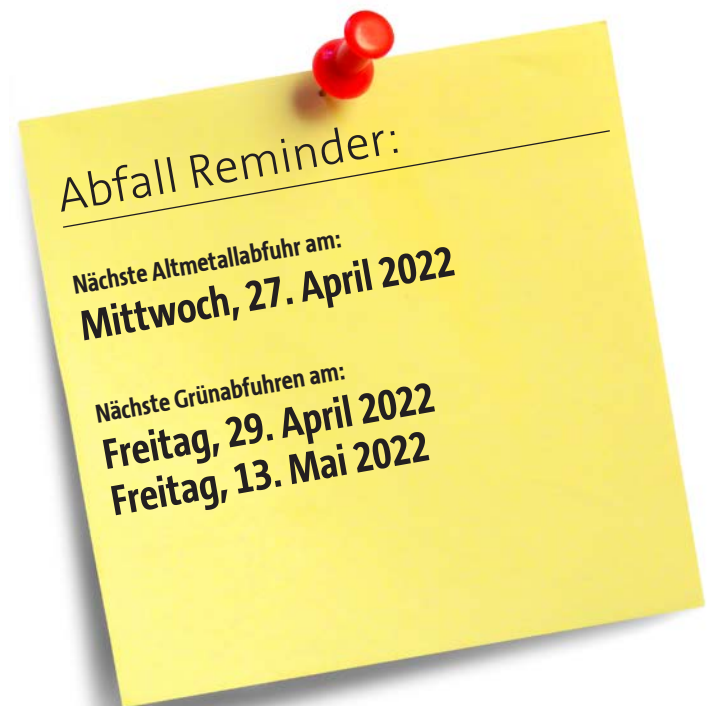 Abfall Reminder:
Nächste Altmetallabfuhr am:
Mittwoch, 27. April 2022
Nächste Grünabfuhren am:
Freitag, 29. April 2022
Freitag, 13. Mai 2022